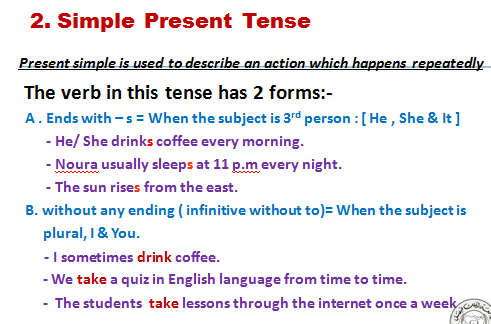 2. Simple Present Tense
Present simple is used to describe an action which happens repeatedly
The verb in this tense has 2 forms:-
A . Ends with – s = When the subject is 3rd person : [ He , She & It ]
- He/ She drinks coffee every morning.
- Noura usually sleeps at 11 p.m every night.
- The sun rises from the east.
B. without any ending ( infinitive without to)= When the subject is
plural, I & You.
- I sometimes drink coffee.
- We take a quiz in English language from time to time.
- The students take lessons through the internet once a week